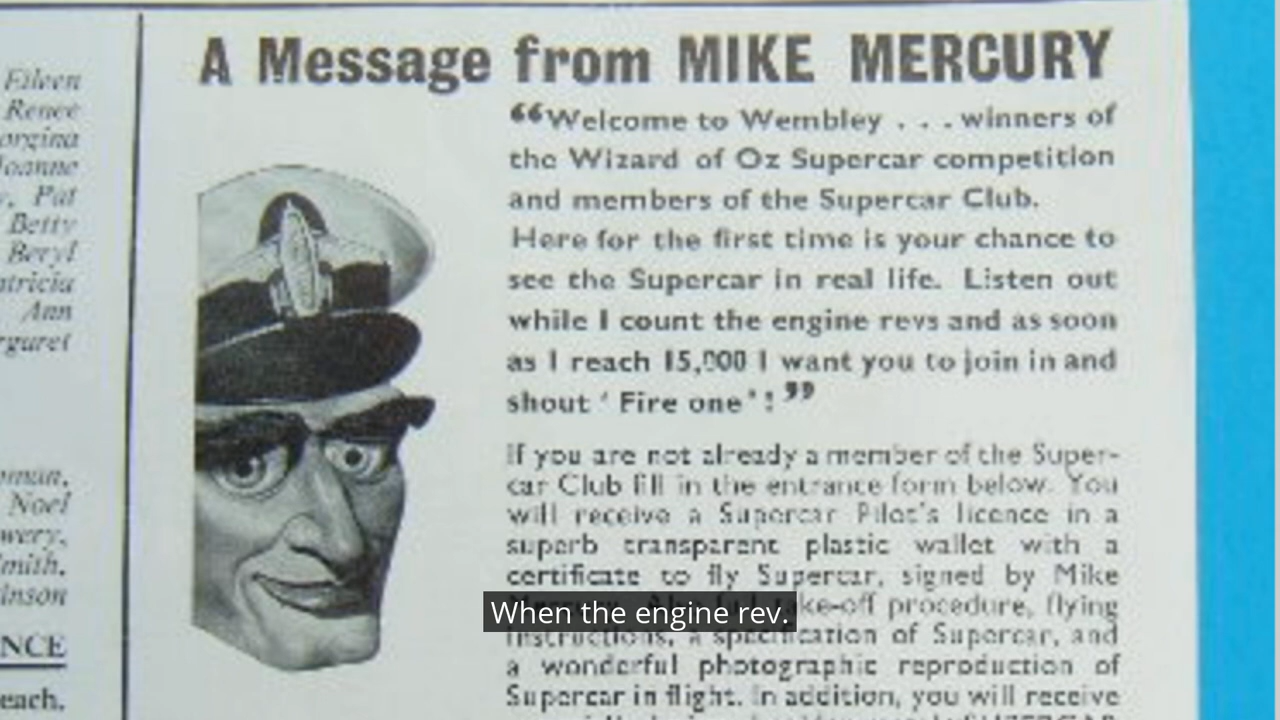 Eileen
Renee
Joanne
Pat
Betty
Beryl
Ann
Noel
A Message from MIKE MERCURY
“Welcome to Wembley . . . winners of
the Wizard of Oz Supercar competition
and members of the Supercar Club.
Here for the first time is your chance to
see the Supercar in real life. Listen out
while I count the engine revs and as soon
as I reach 15,000 I want you to join in and
shout ‘ Fire one’ ! ”
If you are not already a member of the Super-
car Club fill in the entrance form below. You
will receive a Supercar Pilot's licence in a
superb transparent plastic wallet with a
certificate to fly Supercar, signed by Mike
procedure, flying
instructions, a specification of Supercar, and
a wonderful photographic reproduction of
Supercar in flight. In addition, you will receive
When the engine rev.